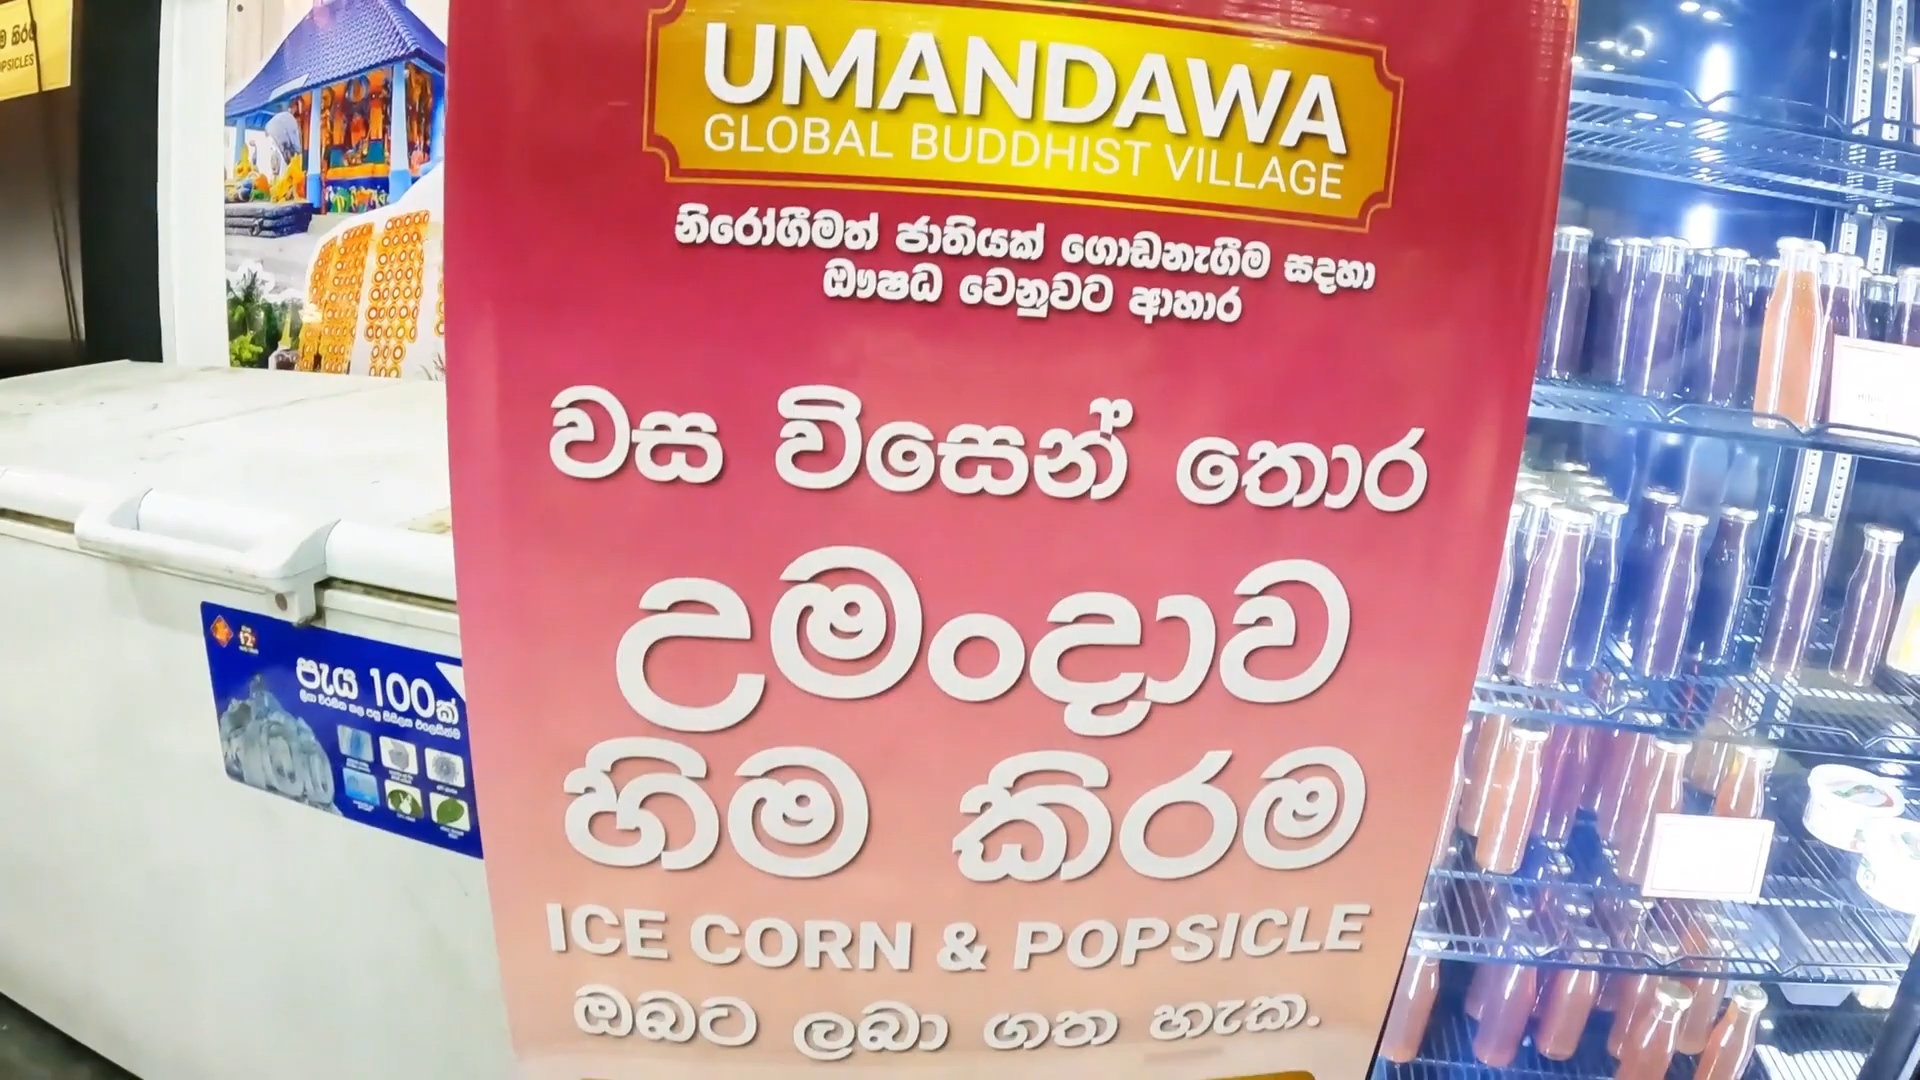 UMANDAWA
GLOBAL BUDDHIST VILLAGE
නිරෝගීමත් ජාතියක් ගොඩනැගීම සදහා
ඖෂධ වෙනුවට ආහාර
වස විසෙන් තොර
උමංදාව
හිම කිරම
ICE CORN & POPSICLE
ඔබට ලබා ගත හැක.
පැය 100ක්